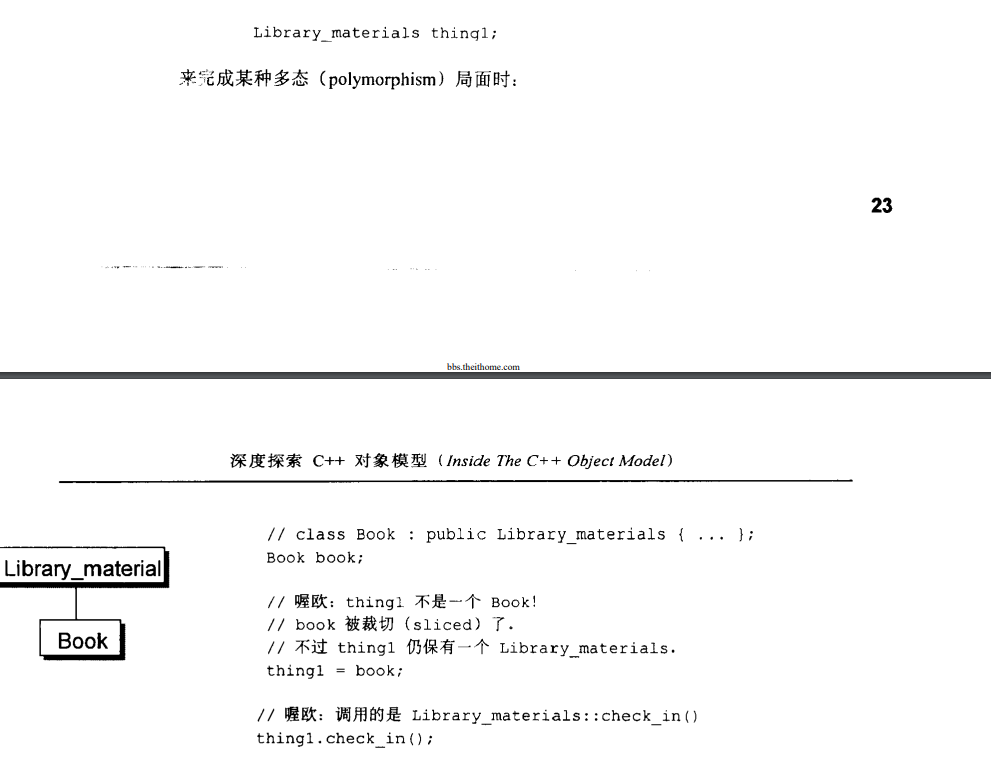 Library_materials thing1;
来完成某种多态（polymorphism）局面时：
23
bbs.theithome.com
深度探索 C++ 对象模型（Inside The C++ Object Model）
// class Book : public Library_materials { ... };
Book book;
Library_material
Book
// 喔欧：thing1 不是一个 Book!
// book 被裁切（sliced）了.
// 不过 thing1 仍保有一个 Library_materials.
thing1 = book;
// 喔欧：调用的是 Library_materials::check_in()
thing1.check_in();